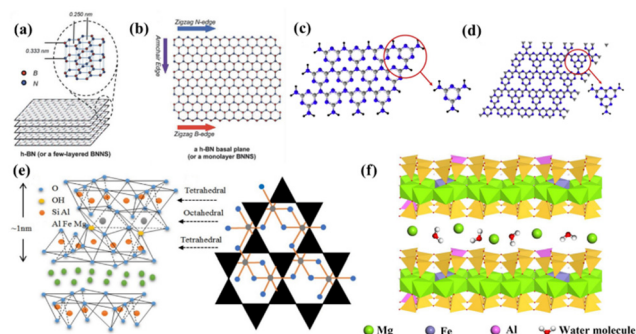 (a)
0.250 nm
0.333 nm
B
N
h-BN (or a few-layered BNNS)
(b)
Zigzag N-edge
Armchair Edge
Zigzag B-edge
a h-BN basal plane
(or a monolayer BNNS)
(c)
(d)
(e)
~1nm
O
OH
Si Al
Al Fe M
Tetrahedral
Octahedral
Tetrahedral
(f)
Mg
Fe
Al
Water molecule